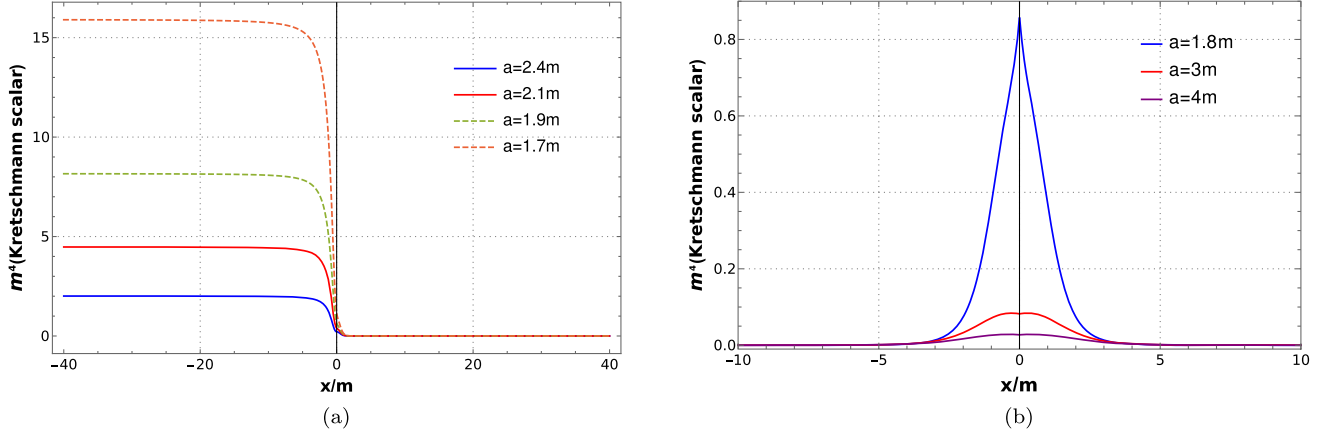 m⁴(Kretschmann scalar)
15
10
5
0
−40
−20
0
20
40
x/m
a=2.4m
a=2.1m
a=1.9m
a=1.7m
(a)
m⁴(Kretschmann scalar)
0.8
0.6
0.4
0.2
0.0
−10
−5
0
5
10
x/m
a=1.8m
a=3m
a=4m
(b)